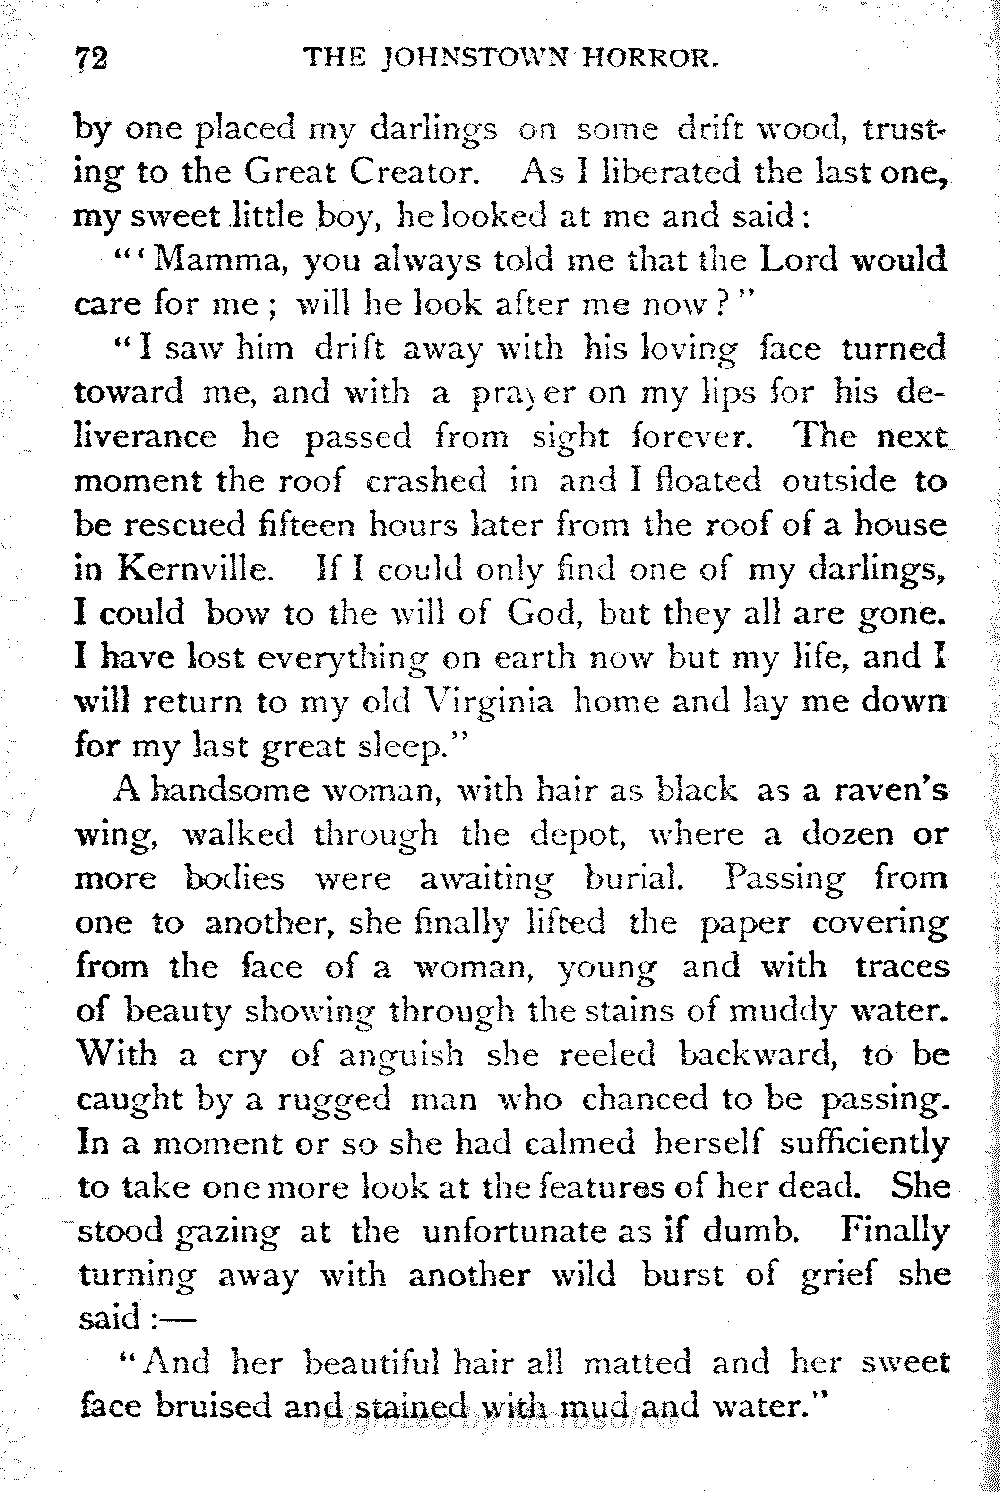 72 THE JOHNSTOWN HORROR.
by one placed my darlings on some drift wood, trust-
ing to the Great Creator. As I liberated the last one,
my sweet little boy, he looked at me and said:
"'Mamma, you always told me that the Lord would
care for me; will he look after me now?"
"I saw him drift away with his loving face turned
toward me, and with a prayer on my lips for his de-
liverance he passed from sight forever. The next
moment the roof crashed in and I floated outside to
be rescued fifteen hours later from the roof of a house
in Kernville. If I could only find one of my darlings,
I could bow to the will of God, but they all are gone.
I have lost everything on earth now but my life, and I
will return to my old Virginia home and lay me down
for my last great sleep."
A handsome woman, with hair as black as a raven's
wing, walked through the depot, where a dozen or
more bodies were awaiting burial. Passing from
one to another, she finally lifted the paper covering
from the face of a woman, young and with traces
of beauty showing through the stains of muddy water.
With a cry of anguish she reeled backward, to be
caught by a rugged man who chanced to be passing.
In a moment or so she had calmed herself sufficiently
to take one more look at the features of her dead. She
stood gazing at the unfortunate as if dumb. Finally
turning away with another wild burst of grief she
said:—
"And her beautiful hair all matted and her sweet
face bruised and stained with mud and water."